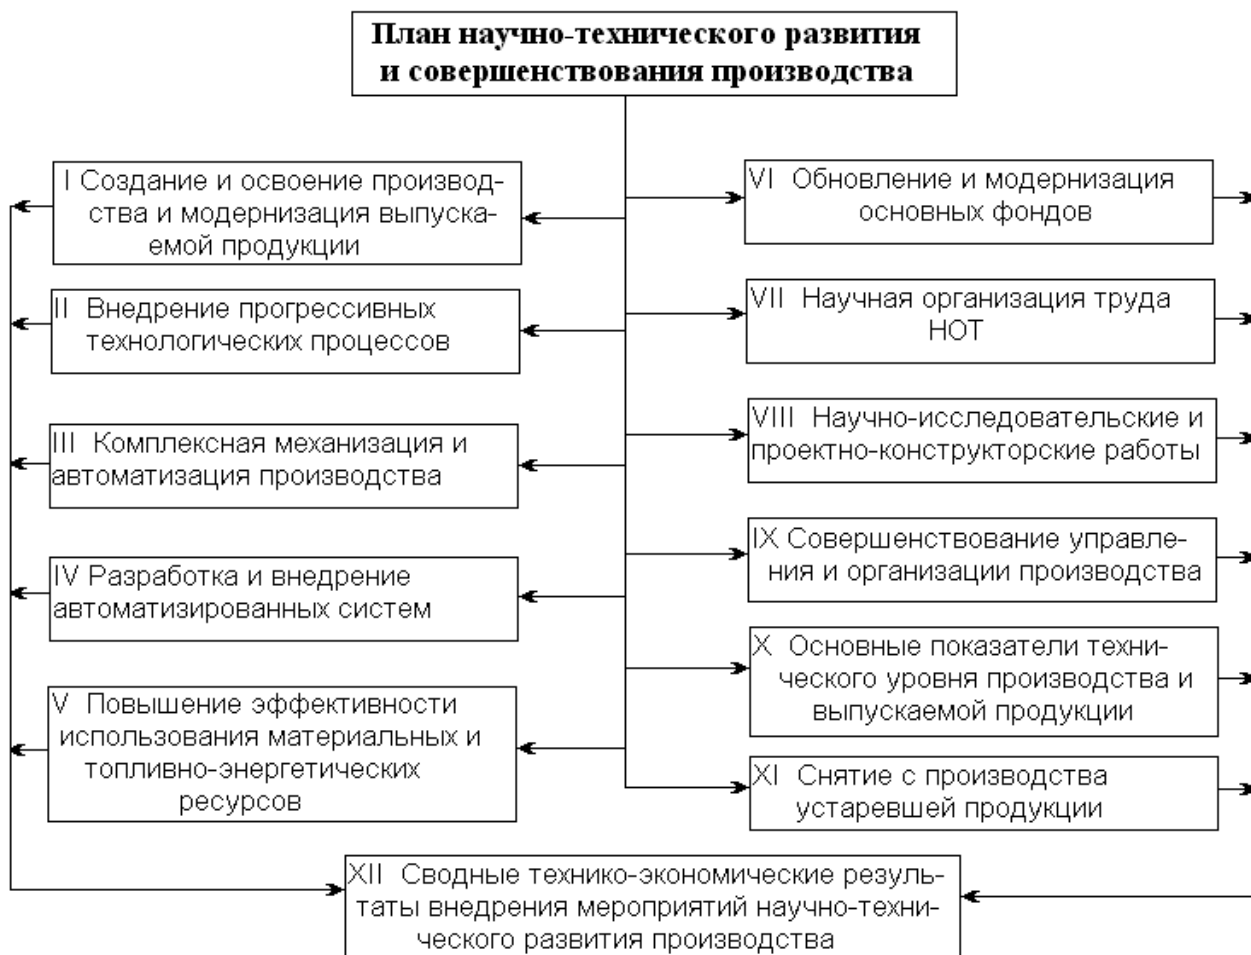 План научно-технического развития
и совершенствования производства
I Создание и освоение производ-
ства и модернизация выпуска-
емой продукции
II Внедрение прогрессивных
технологических процессов
III Комплексная механизация и
автоматизация производства
IV Разработка и внедрение
автоматизированных систем
V Повышение эффективности
использования материальных и
топливно-энергетических
ресурсов
VI Обновление и модернизация
основных фондов
VII Научная организация труда
НОТ
VIII Научно-исследовательские и
проектно-конструкторские работы
IX Совершенствование управле-
ния и организации производства
X Основные показатели техни-
ческого уровня производства и
выпускаемой продукции
XI Снятие с производства
устаревшей продукции
XII Сводные технико-экономические резуль-
таты внедрения мероприятий научно-техни-
ческого развития производства